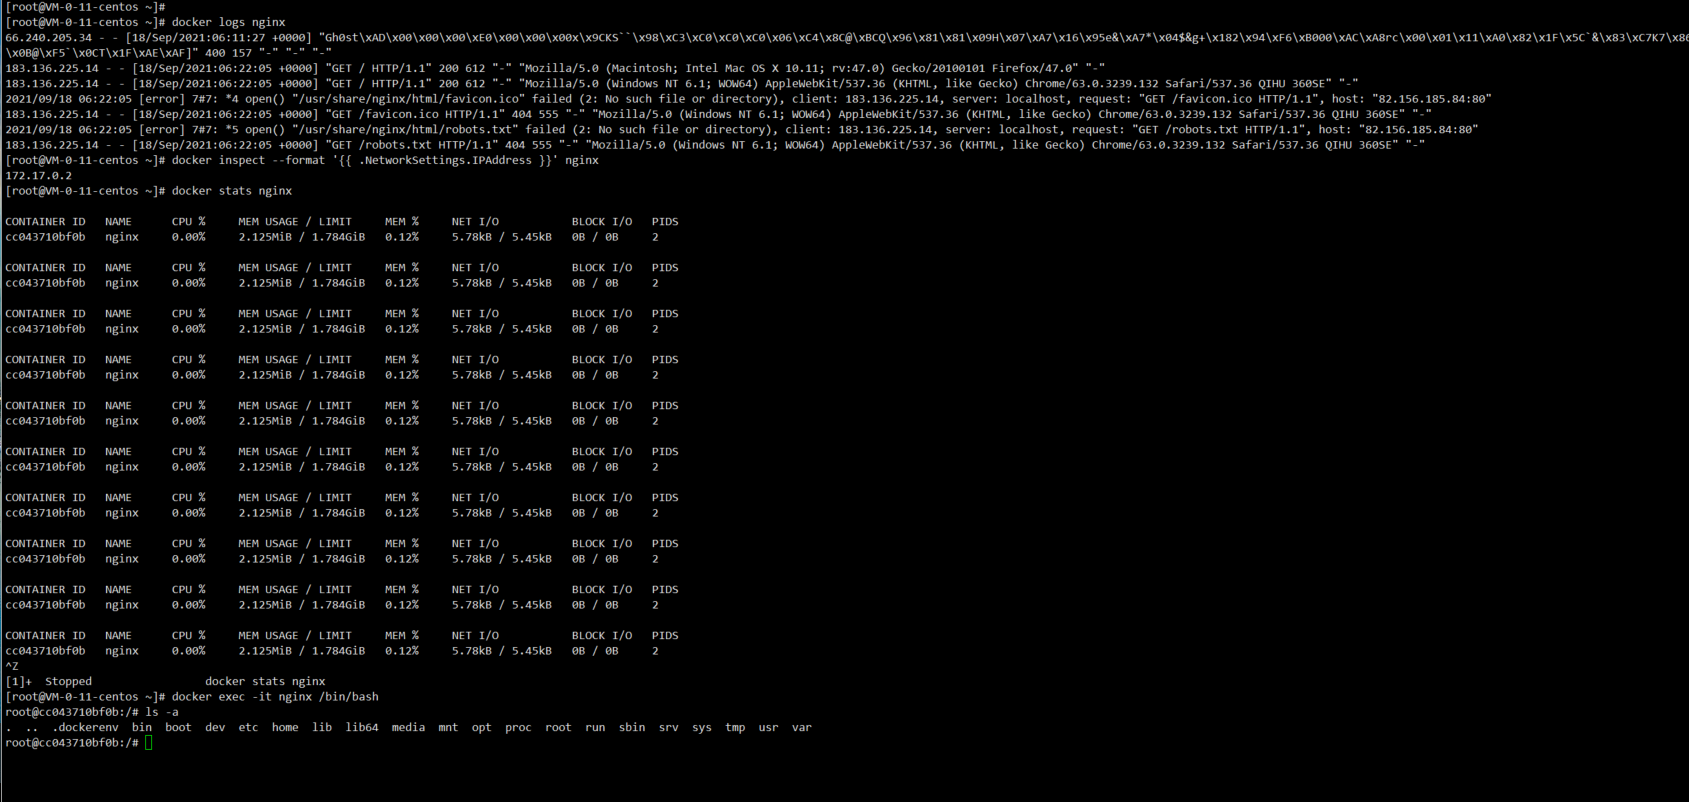 [root@VM-0-11-centos ~]#
[root@VM-0-11-centos ~]# docker logs nginx
66.240.205.34 - - [18/Sep/2021:06:11:27 +0000] "Gh0st\xAD\x00\x00\x00\xE0\x00\x00\x00x\x9CKS``\x98\xC3\xC0\xC0\xC0\x06\xC4\x8C@\xBCQ\x96\x81\x81\x09H\x07\xA7\x16\x95e&\xA7*\x04$&g+\x182\x94\xF6\xB000\xAC\xA8rc\x00\x01\x11\xA0\x82\x1F\x5C`&\x83\xC7K7\x86
\x0B@\xF5`\x0CT\x1F\xAE\xAF]" 400 157 "-" "-" "-"
183.136.225.14 - - [18/Sep/2021:06:22:05 +0000] "GET / HTTP/1.1" 200 612 "-" "Mozilla/5.0 (Macintosh; Intel Mac OS X 10.11; rv:47.0) Gecko/20100101 Firefox/47.0" "-"
183.136.225.14 - - [18/Sep/2021:06:22:05 +0000] "GET / HTTP/1.1" 200 612 "-" "Mozilla/5.0 (Windows NT 6.1; WOW64) AppleWebKit/537.36 (KHTML, like Gecko) Chrome/63.0.3239.132 Safari/537.36 QIHU 360SE" "-"
2021/09/18 06:22:05 [error] 7#7: *4 open() "/usr/share/nginx/html/favicon.ico" failed (2: No such file or directory), client: 183.136.225.14, server: localhost, request: "GET /favicon.ico HTTP/1.1", host: "82.156.185.84:80"
183.136.225.14 - - [18/Sep/2021:06:22:05 +0000] "GET /favicon.ico HTTP/1.1" 404 555 "-" "Mozilla/5.0 (Windows NT 6.1; WOW64) AppleWebKit/537.36 (KHTML, like Gecko) Chrome/63.0.3239.132 Safari/537.36 QIHU 360SE" "-"
2021/09/18 06:22:05 [error] 7#7: *5 open() "/usr/share/nginx/html/robots.txt" failed (2: No such file or directory), client: 183.136.225.14, server: localhost, request: "GET /robots.txt HTTP/1.1", host: "82.156.185.84:80"
183.136.225.14 - - [18/Sep/2021:06:22:05 +0000] "GET /robots.txt HTTP/1.1" 404 555 "-" "Mozilla/5.0 (Windows NT 6.1; WOW64) AppleWebKit/537.36 (KHTML, like Gecko) Chrome/63.0.3239.132 Safari/537.36 QIHU 360SE" "-"
[root@VM-0-11-centos ~]# docker inspect --format '{{ .NetworkSettings.IPAddress }}' nginx
172.17.0.2
[root@VM-0-11-centos ~]# docker stats nginx
CONTAINER ID NAME CPU % MEM USAGE / LIMIT MEM % NET I/O BLOCK I/O PIDS
cc043710bf0b nginx 0.00% 2.125MiB / 1.784GiB 0.12% 5.78kB / 5.45kB 0B / 0B 2
CONTAINER ID NAME CPU % MEM USAGE / LIMIT MEM % NET I/O BLOCK I/O PIDS
cc043710bf0b nginx 0.00% 2.125MiB / 1.784GiB 0.12% 5.78kB / 5.45kB 0B / 0B 2
CONTAINER ID NAME CPU % MEM USAGE / LIMIT MEM % NET I/O BLOCK I/O PIDS
cc043710bf0b nginx 0.00% 2.125MiB / 1.784GiB 0.12% 5.78kB / 5.45kB 0B / 0B 2
CONTAINER ID NAME CPU % MEM USAGE / LIMIT MEM % NET I/O BLOCK I/O PIDS
cc043710bf0b nginx 0.00% 2.125MiB / 1.784GiB 0.12% 5.78kB / 5.45kB 0B / 0B 2
CONTAINER ID NAME CPU % MEM USAGE / LIMIT MEM % NET I/O BLOCK I/O PIDS
cc043710bf0b nginx 0.00% 2.125MiB / 1.784GiB 0.12% 5.78kB / 5.45kB 0B / 0B 2
CONTAINER ID NAME CPU % MEM USAGE / LIMIT MEM % NET I/O BLOCK I/O PIDS
cc043710bf0b nginx 0.00% 2.125MiB / 1.784GiB 0.12% 5.78kB / 5.45kB 0B / 0B 2
CONTAINER ID NAME CPU % MEM USAGE / LIMIT MEM % NET I/O BLOCK I/O PIDS
cc043710bf0b nginx 0.00% 2.125MiB / 1.784GiB 0.12% 5.78kB / 5.45kB 0B / 0B 2
CONTAINER ID NAME CPU % MEM USAGE / LIMIT MEM % NET I/O BLOCK I/O PIDS
cc043710bf0b nginx 0.00% 2.125MiB / 1.784GiB 0.12% 5.78kB / 5.45kB 0B / 0B 2
CONTAINER ID NAME CPU % MEM USAGE / LIMIT MEM % NET I/O BLOCK I/O PIDS
cc043710bf0b nginx 0.00% 2.125MiB / 1.784GiB 0.12% 5.78kB / 5.45kB 0B / 0B 2
CONTAINER ID NAME CPU % MEM USAGE / LIMIT MEM % NET I/O BLOCK I/O PIDS
cc043710bf0b nginx 0.00% 2.125MiB / 1.784GiB 0.12% 5.78kB / 5.45kB 0B / 0B 2
^Z
[1]+ Stopped docker stats nginx
[root@VM-0-11-centos ~]# docker exec -it nginx /bin/bash
root@cc043710bf0b:/# ls -a
. .. .dockerenv bin boot dev etc home lib lib64 media mnt opt proc root run sbin srv sys tmp usr var
root@cc043710bf0b:/#